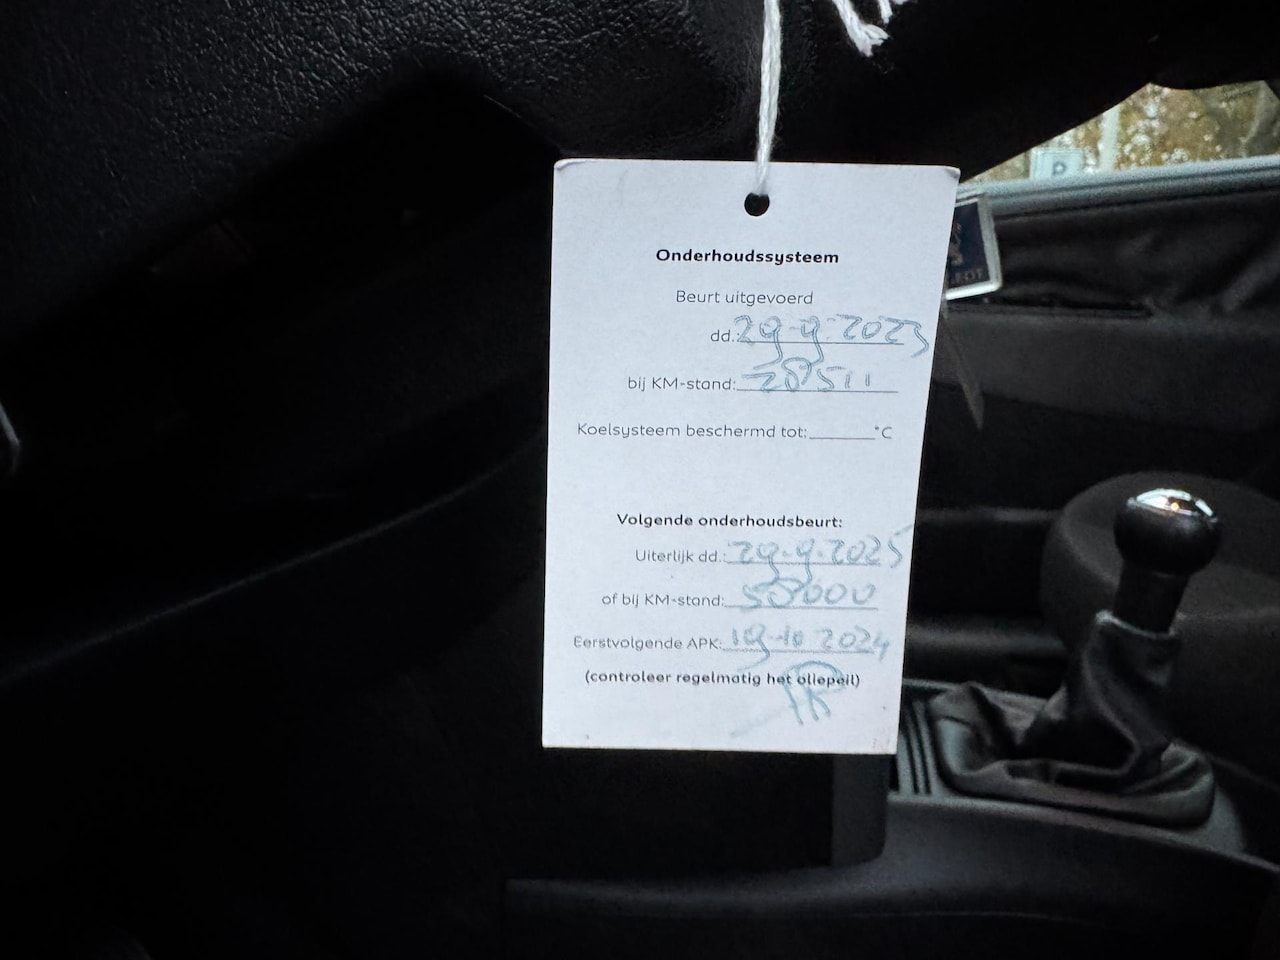 Onderhoudssysteem
Beurt uitgevoerd
dd.: 29-9-2023
bij KM-stand: 28511
Koelsysteem beschermd tot:______°C
Volgende onderhoudsbeurt:
Uiterlijk dd.: 29-9-2025
of bij KM-stand: 58000
Eerstvolgende APK: 19-10 2024
(controleer regelmatig het oliepeil)
P